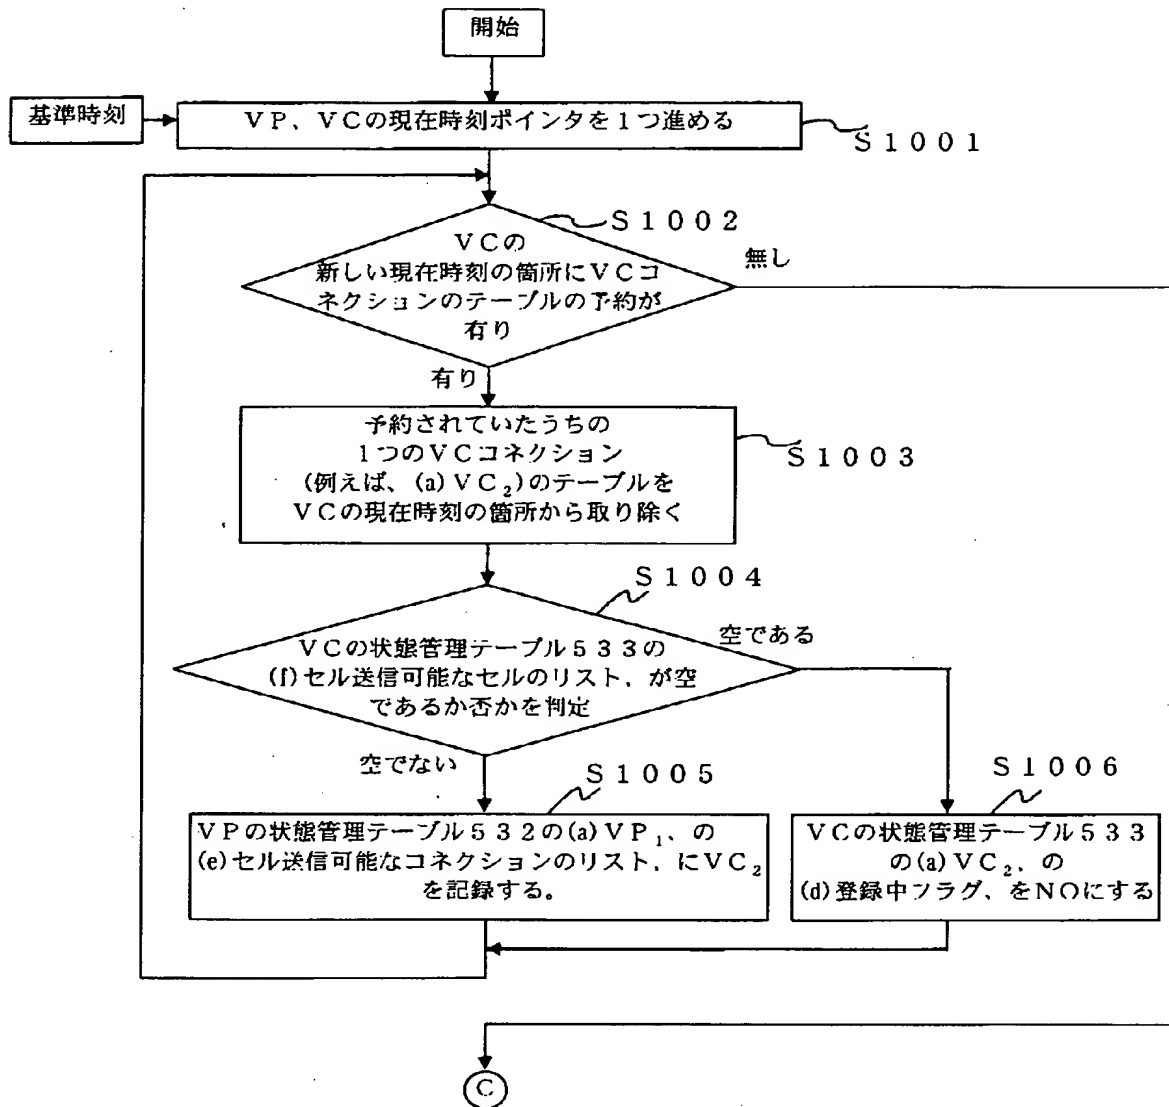 開始
基準時刻
ＶＰ、ＶＣの現在時刻ポインタを１つ進める
Ｓ１００１
Ｓ１００２
ＶＣの
新しい現在時刻の箇所にＶＣコ
ネクションのテーブルの予約が
有り
無し
有り
予約されていたうちの
１つのＶＣコネクション
(例えば、(a)ＶＣ₂)のテーブルを
ＶＣの現在時刻の箇所から取り除く
Ｓ１００３
Ｓ１００４
ＶＣの状態管理テーブル５３３の
(f)セル送信可能なセルのリスト、が空
であるか否かを判定
空である
空でない
Ｓ１００５
ＶＰの状態管理テーブル５３２の(a)ＶＰ₁、の
(e)セル送信可能なコネクションのリスト、にＶＣ₂
を記録する。
Ｓ１００６
ＶＣの状態管理テーブル５３３
の(a)ＶＣ₂、の
(d)登録中フラグ、をＮＯにする
Ｃ